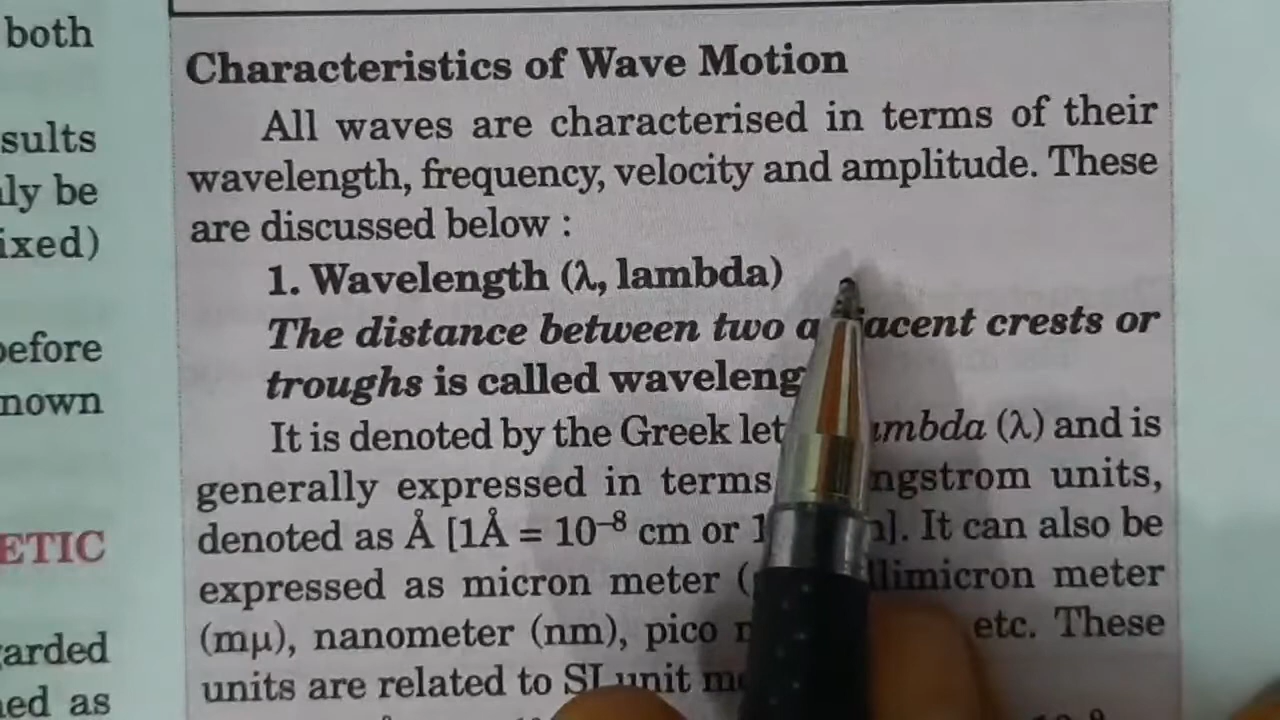 both
sults
ly be
ixed)
efore
nown
ETIC
arded
ed as
Characteristics of Wave Motion
All waves are characterised in terms of their
wavelength, frequency, velocity and amplitude. These
are discussed below :
1. Wavelength (λ, lambda)
The distance between two a acent crests or
troughs is called waveleng
It is denoted by the Greek let mbda (λ) and is
generally expressed in terms ngstrom units,
denoted as Å [1Å = 10⁻⁸ cm or 1 ]. It can also be
expressed as micron meter ( llimicron meter
(mμ), nanometer (nm), pico etc. These
units are related to SI unit m